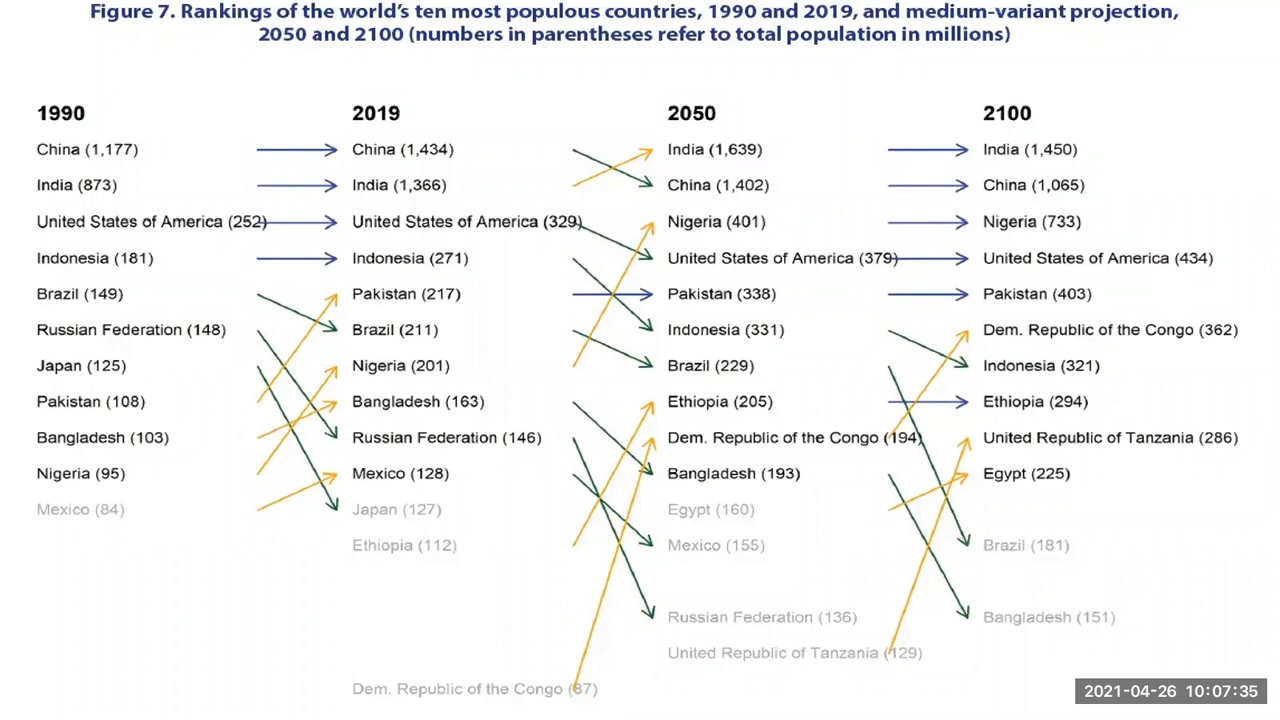 Figure 7. Rankings of the world's ten most populous countries, 1990 and 2019, and medium-variant projection,
2050 and 2100 (numbers in parentheses refer to total population in millions)
1990
China (1,177)
India (873)
United States of America (252)
Indonesia (181)
Brazil (149)
Russian Federation (148)
Japan (125)
Pakistan (108)
Bangladesh (103)
Nigeria (95)
Mexico (84)
2019
China (1,434)
India (1,366)
United States of America (329)
Indonesia (271)
Pakistan (217)
Brazil (211)
Nigeria (201)
Bangladesh (163)
Russian Federation (146)
Mexico (128)
Japan (127)
Ethiopia (112)
Dem. Republic of the Congo (87)
2050
India (1,639)
China (1,402)
Nigeria (401)
United States of America (379)
Pakistan (338)
Indonesia (331)
Brazil (229)
Ethiopia (205)
Dem. Republic of the Congo (194)
Bangladesh (193)
Egypt (160)
Mexico (155)
Russian Federation (136)
United Republic of Tanzania (129)
2100
India (1,450)
China (1,065)
Nigeria (733)
United States of America (434)
Pakistan (403)
Dem. Republic of the Congo (362)
Indonesia (321)
Ethiopia (294)
United Republic of Tanzania (286)
Egypt (225)
Brazil (181)
Bangladesh (151)
2021-04-26 10:07:35